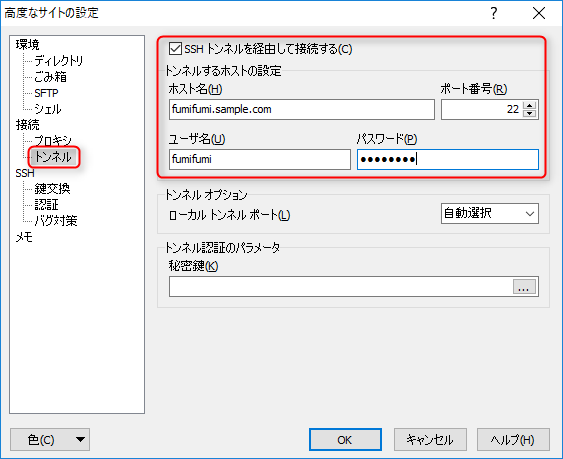 高度なサイトの設定
環境
ディレクトリ
ごみ箱
SFTP
シェル
接続
プロキシ
トンネル
SSH
鍵交換
認証
バグ対策
メモ
SSH トンネルを経由して接続する(C)
トンネルするホストの設定
ホスト名(H) ポート番号(R)
fumifumi.sample.com 22
ユーザ名(U) パスワード(P)
fumifumi ●●●●●●●●
トンネル オプション
ローカル トンネル ポート(L) 自動選択
トンネル認証のパラメータ
秘密鍵(K)
...
色(C) OK キャンセル ヘルプ(H)